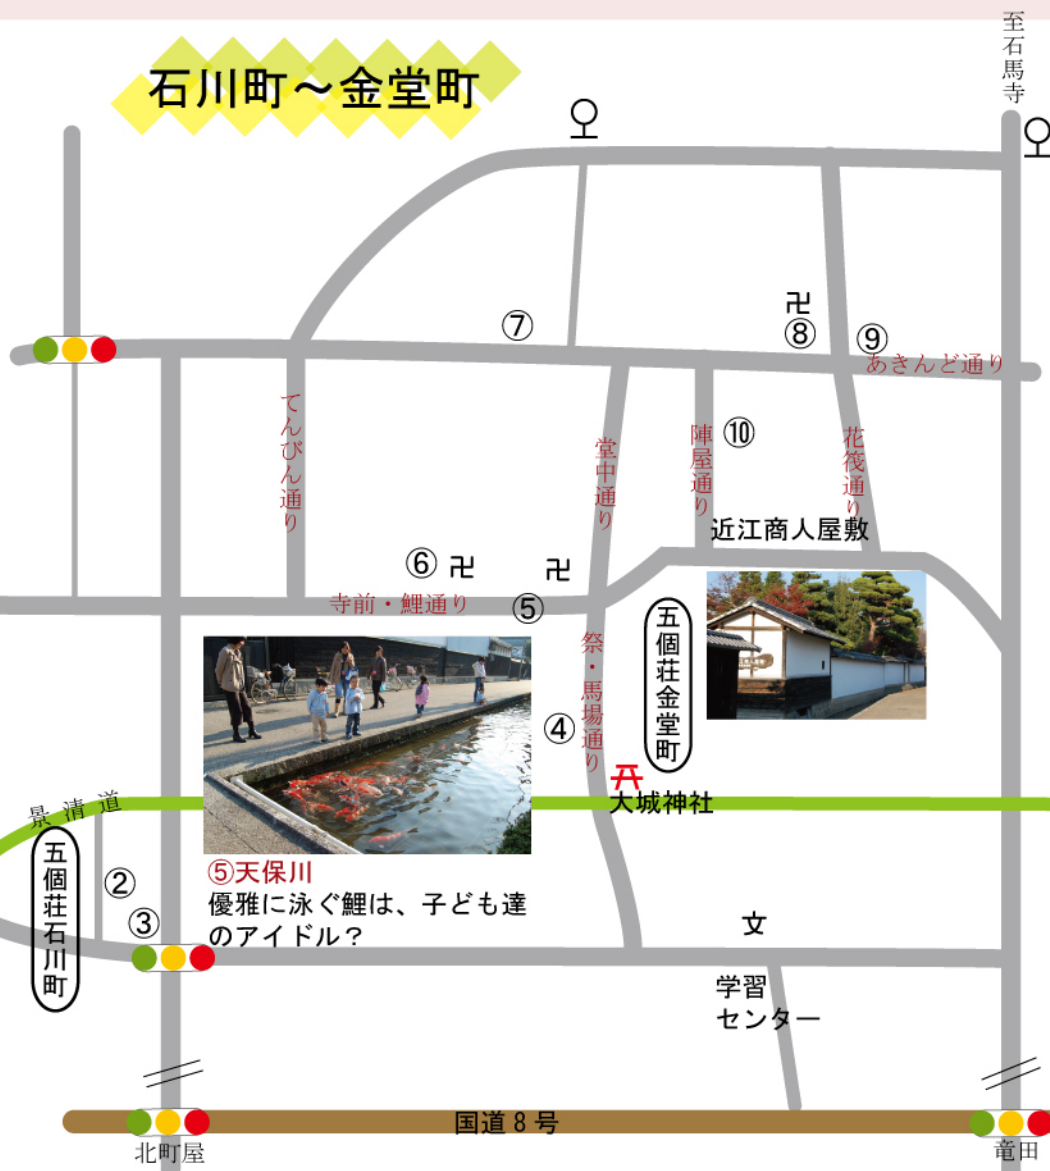 至石馬寺
石川町～金堂町
⑦
卍
⑧
⑨
あきんど通り
てんびん通り
堂中通り
陣屋通り
⑩
花筏通り
近江商人屋敷
⑥
卍
卍
寺前・鯉通り
⑤
祭・馬場通り
五個荘金堂町
④
大城神社
景清道
五個荘石川町
②
③
⑤天保川
優雅に泳ぐ鯉は、子ども達
のアイドル？
文
学習
センター
国道８号
北町屋
竜田